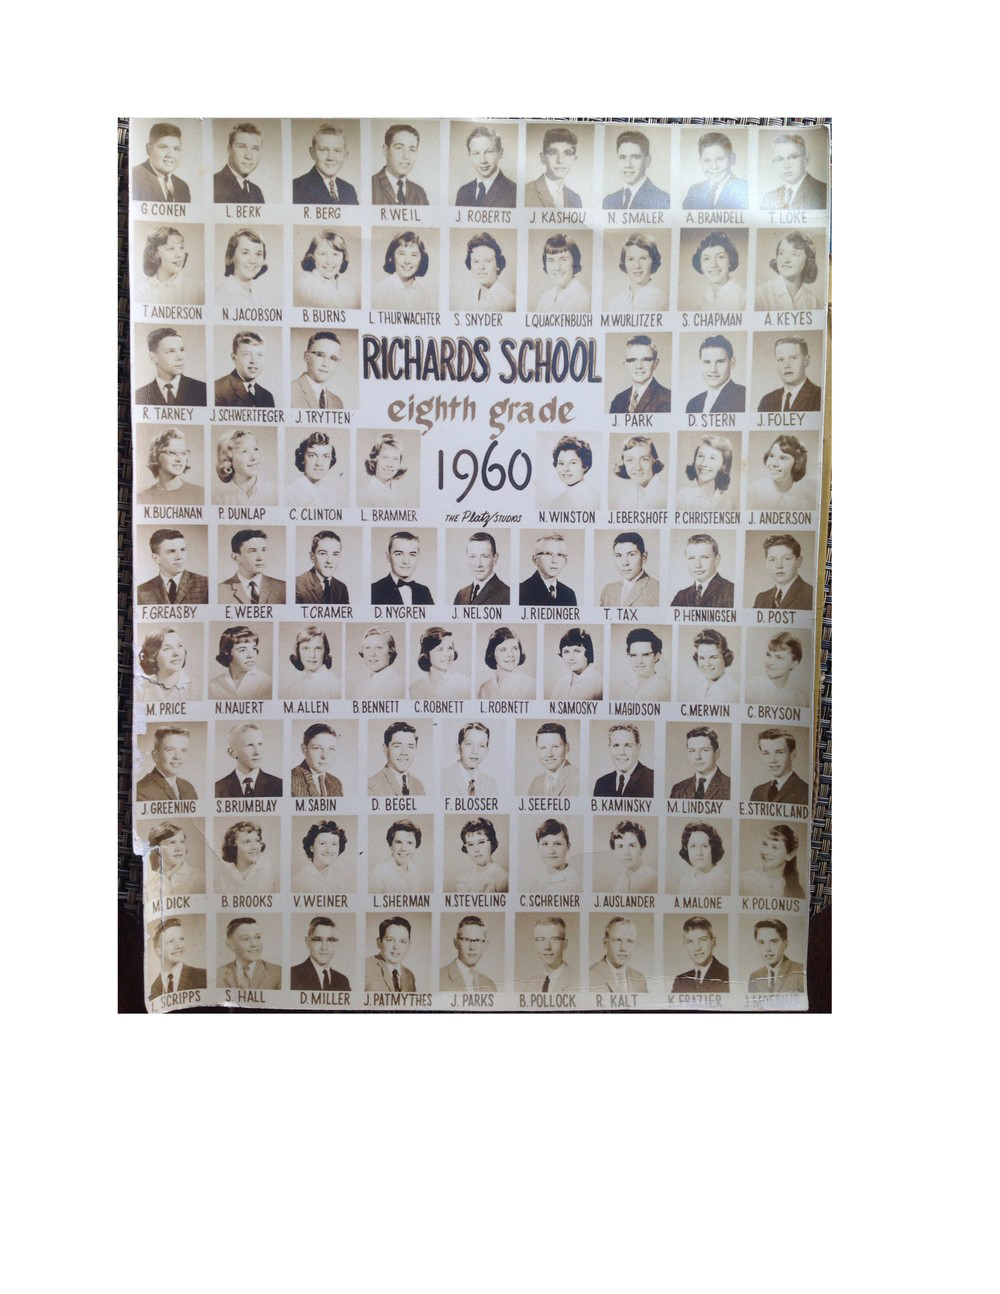 G. CONEN L. BERK R. BERG R. WEIL J. ROBERTS J. KASHOU N. SMALER A. BRANDELL T. LOKE
T. ANDERSON N. JACOBSON B. BURNS L. THURWACHTER S. SNYDER L. QUACKENBUSH M. WURLITZER S. CHAPMAN A. KEYES
RICHARDS SCHOOL
eighth grade
R. TARNEY J. SCHWERTFEGER J. TRYTTEN J. PARK D. STERN J. FOLEY
1960
N. BUCHANAN P. DUNLAP C. CLINTON L. BRAMMER THE Platz STUDIOS N. WINSTON J. EBERSHOFF P. CHRISTENSEN J. ANDERSON
F. GREASBY E. WEBER T. CRAMER D. NYGREN J. NELSON J. RIEDINGER T. TAX P. HENNINGSEN D. POST
M. PRICE N. NAUERT M. ALLEN B. BENNETT C. ROBNETT L. ROBNETT N. SAMOSKY I. MAGIDSON C. MERWIN C. BRYSON
J. GREENING S. BRUMBLAY M. SABIN D. BEGEL F. BLOSSER J. SEEFELD B. KAMINSKY M. LINDSAY E. STRICKLAND
M. DICK B. BROOKS V. WEINER L. SHERMAN N. STEVELING C. SCHREINER J. AUSLANDER A. MALONE K. POLONUS
SCRIPPS S. HALL D. MILLER J. PATMYTHES J. PARKS B. POLLOCK R. KALT K. FRAZIER J. MOEBIUS